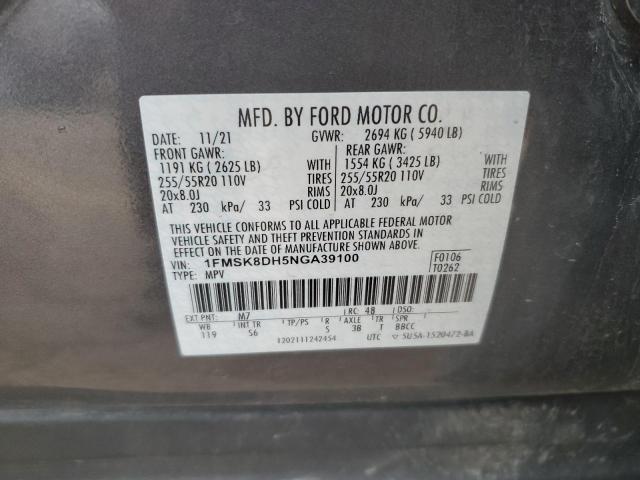 MFD. BY FORD MOTOR CO.
DATE: 11/21 GVWR: 2694 KG ( 5940 LB)
FRONT GAWR: REAR GAWR:
1191 KG ( 2625 LB) WITH 1554 KG ( 3425 LB) WITH
255/55R20 110V TIRES 255/55R20 110V TIRES
20x8.0J RIMS 20x8.0J RIMS
AT 230 kPa/ 33 PSI COLD AT 230 kPa/ 33 PSI COLD
THIS VEHICLE CONFORMS TO ALL APPLICABLE FEDERAL MOTOR
VEHICLE SAFETY AND THEFT PREVENTION STANDARDS IN
EFFECT ON THE DATE OF MANUFACTURE SHOWN ABOVE.
VIN: 1FMSK8DH5NGA39100 F0106
TYPE: MPV T0262
EXT PNT: M7 RC: 48 DSO:
WB INT TR TP/PS R AXLE TR SPR
119 S6 S 3B T BBCC
1202111242454 UTC ▽ 5U5A-1520472-BA